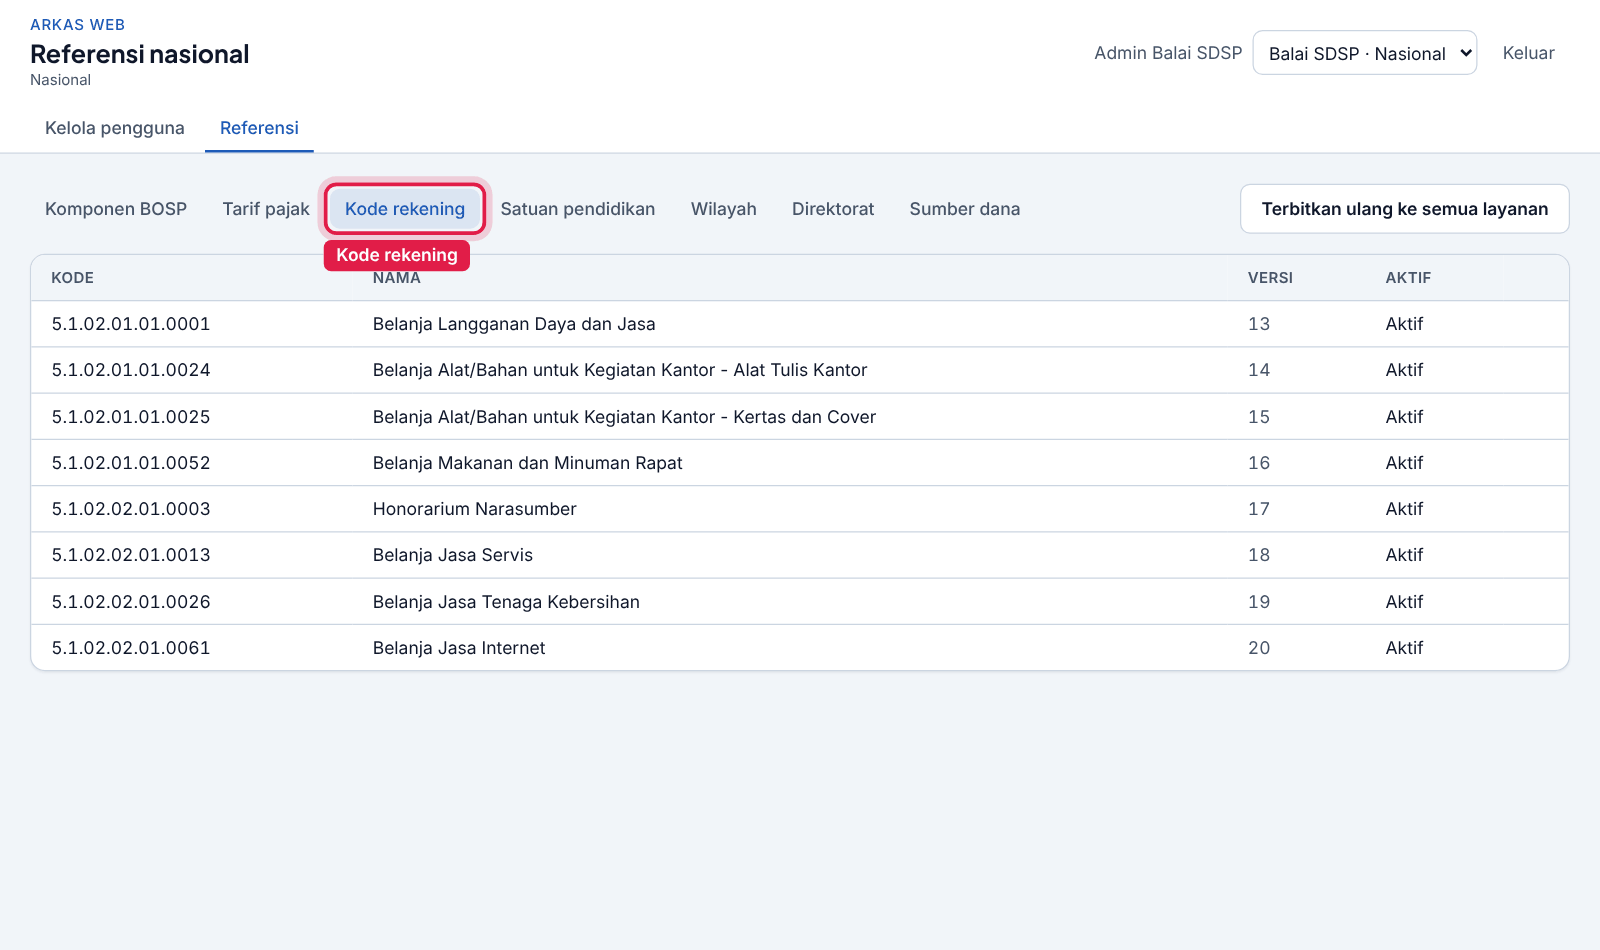 ARKAS WEB
Referensi nasional
Nasional
Admin Balai SDSP
Balai SDSP · Nasional
Keluar
Kelola pengguna
Referensi
Komponen BOSP
Tarif pajak
Kode rekening
Satuan pendidikan
Wilayah
Direktorat
Sumber dana
Terbitkan ulang ke semua layanan
Kode rekening
KODE NAMA VERSI AKTIF
5.1.02.01.01.0001 Belanja Langganan Daya dan Jasa 13 Aktif
5.1.02.01.01.0024 Belanja Alat/Bahan untuk Kegiatan Kantor - Alat Tulis Kantor 14 Aktif
5.1.02.01.01.0025 Belanja Alat/Bahan untuk Kegiatan Kantor - Kertas dan Cover 15 Aktif
5.1.02.01.01.0052 Belanja Makanan dan Minuman Rapat 16 Aktif
5.1.02.02.01.0003 Honorarium Narasumber 17 Aktif
5.1.02.02.01.0013 Belanja Jasa Servis 18 Aktif
5.1.02.02.01.0026 Belanja Jasa Tenaga Kebersihan 19 Aktif
5.1.02.02.01.0061 Belanja Jasa Internet 20 Aktif